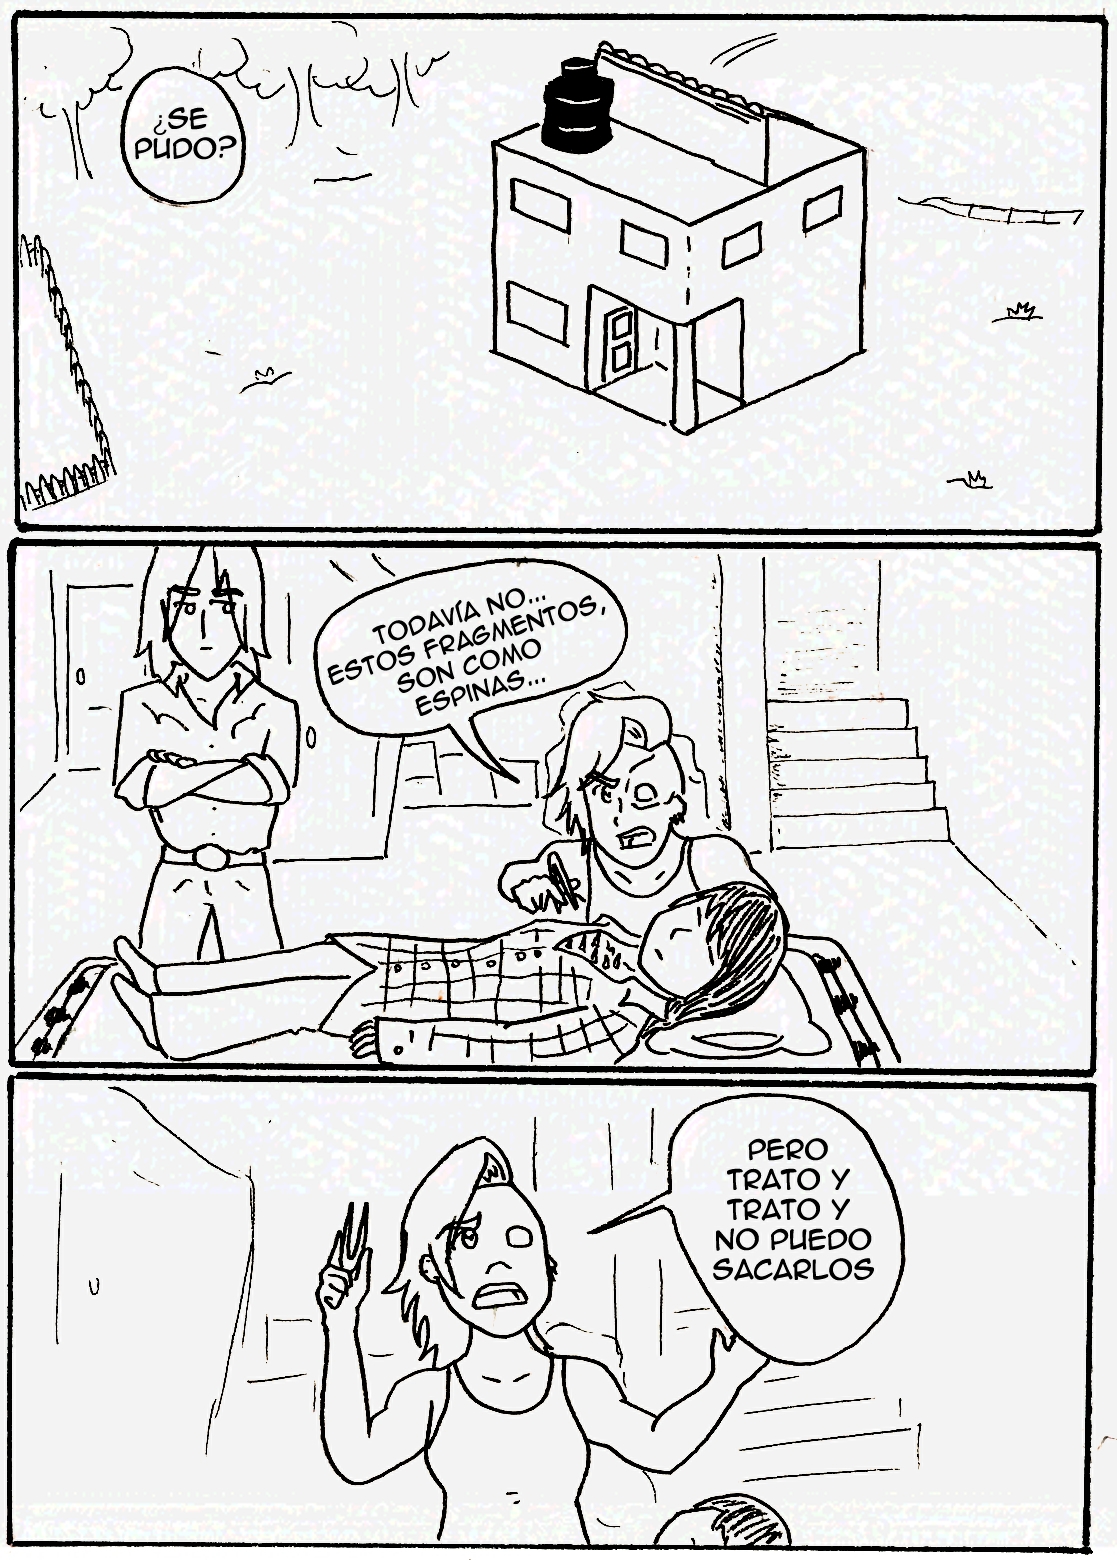 ¿SE
PUDO?
TODAVÍA NO...
ESTOS FRAGMENTOS,
SON COMO
ESPINAS...
PERO
TRATO Y
TRATO Y
NO PUEDO
SACARLOS